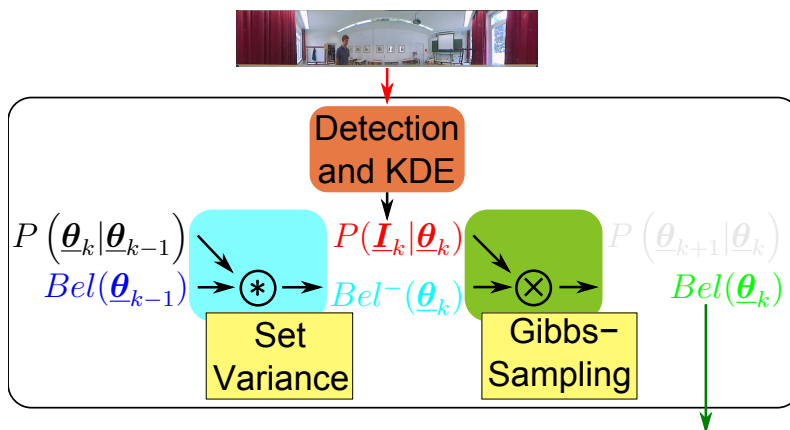 Detection
and KDE
P(θ_k|θ_{k-1}) P(I_k|θ_k) P(θ_{k+1}|θ_k)
Bel(θ_{k-1}) * Bel⁻(θ_k) × Bel(θ_k)
Set
Variance
Gibbs−
Sampling